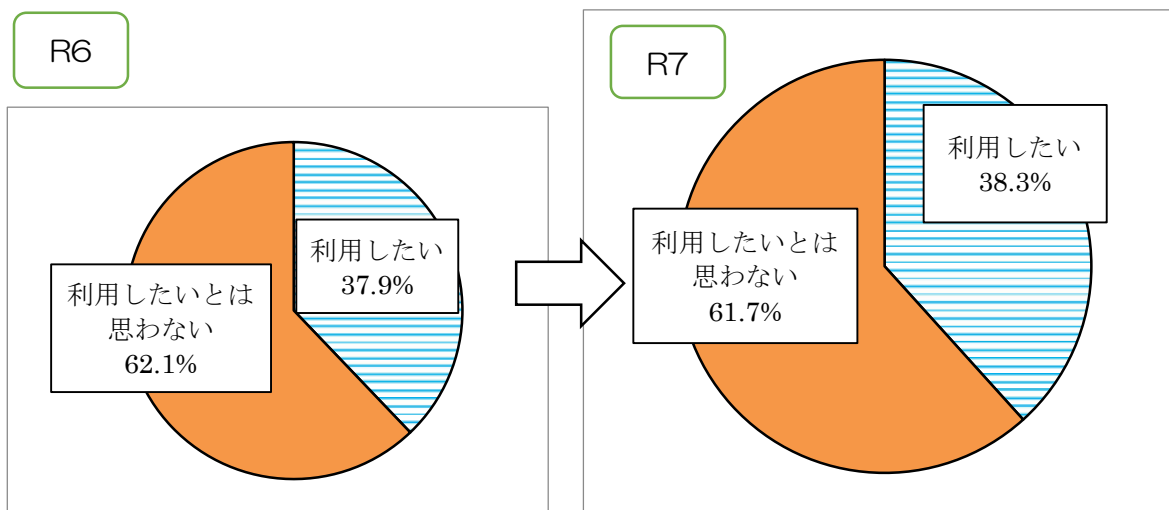 R6
利用したい
37.9%
利用したいとは
思わない
62.1%
R7
利用したい
38.3%
利用したいとは
思わない
61.7%